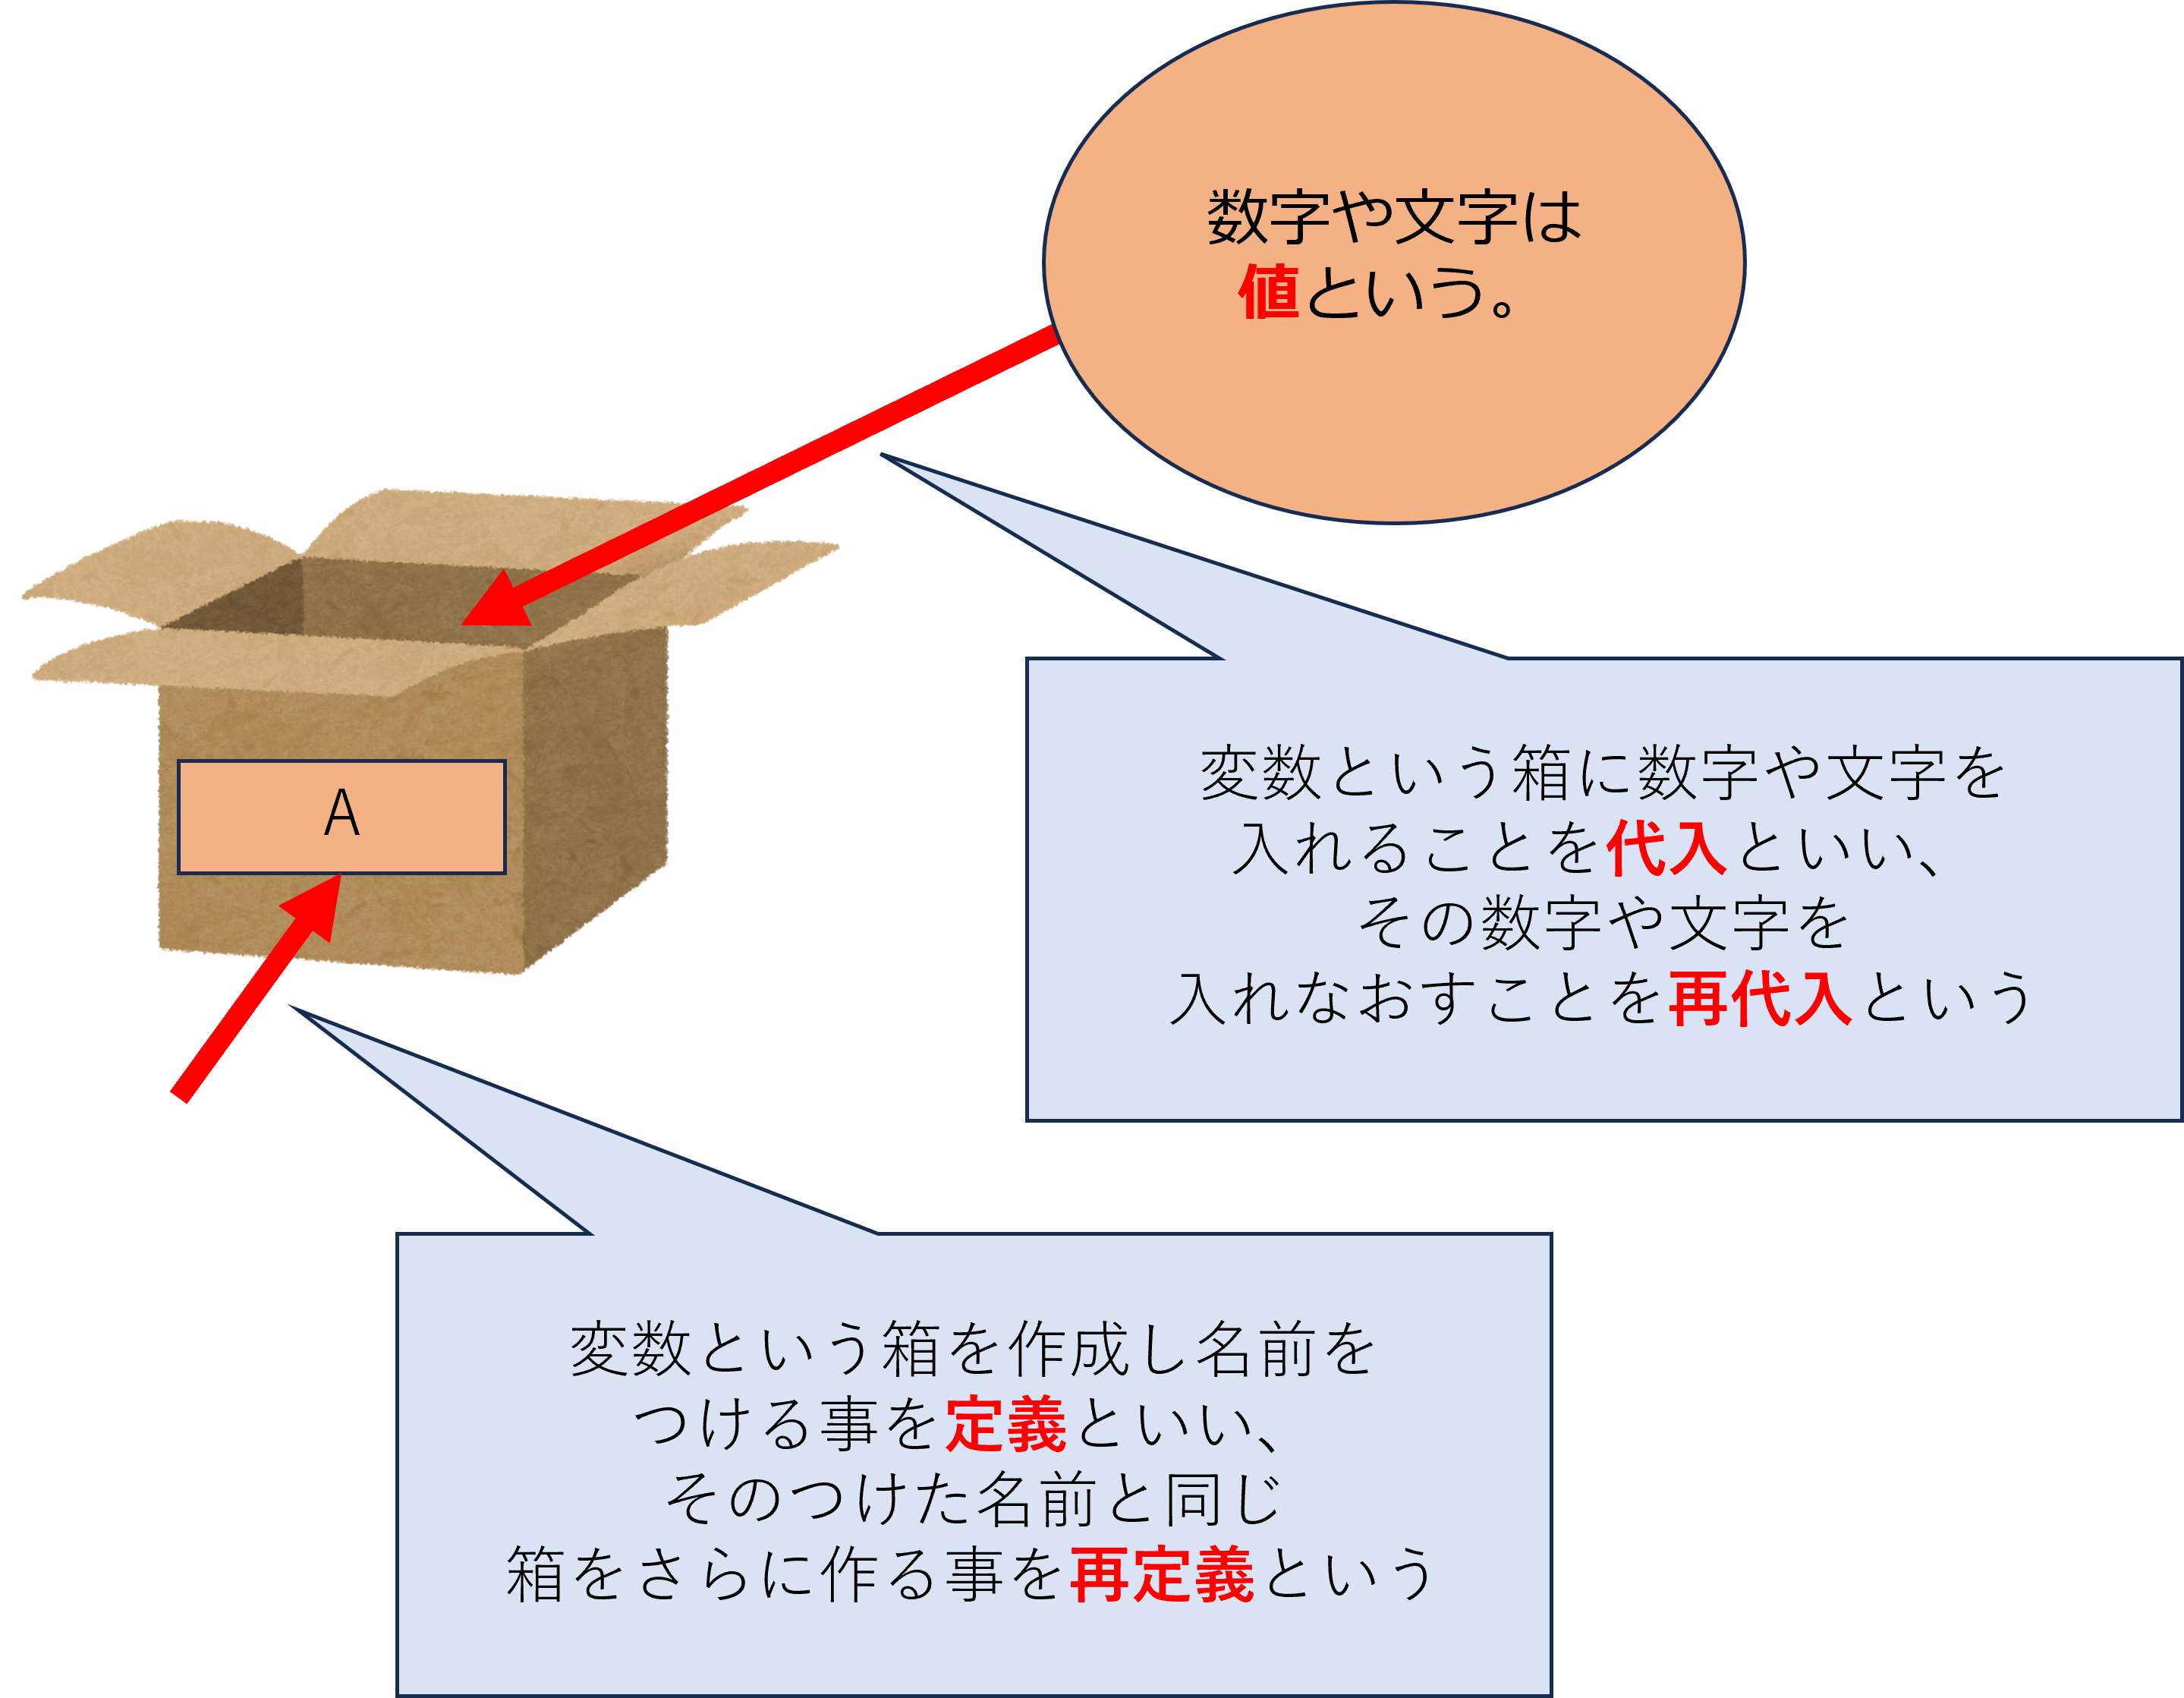 数字や文字は
値という。
A
変数という箱に数字や文字を
入れることを代入といい、
その数字や文字を
入れなおすことを再代入という
変数という箱を作成し名前を
つける事を定義といい、
そのつけた名前と同じ
箱をさらに作る事を再定義という